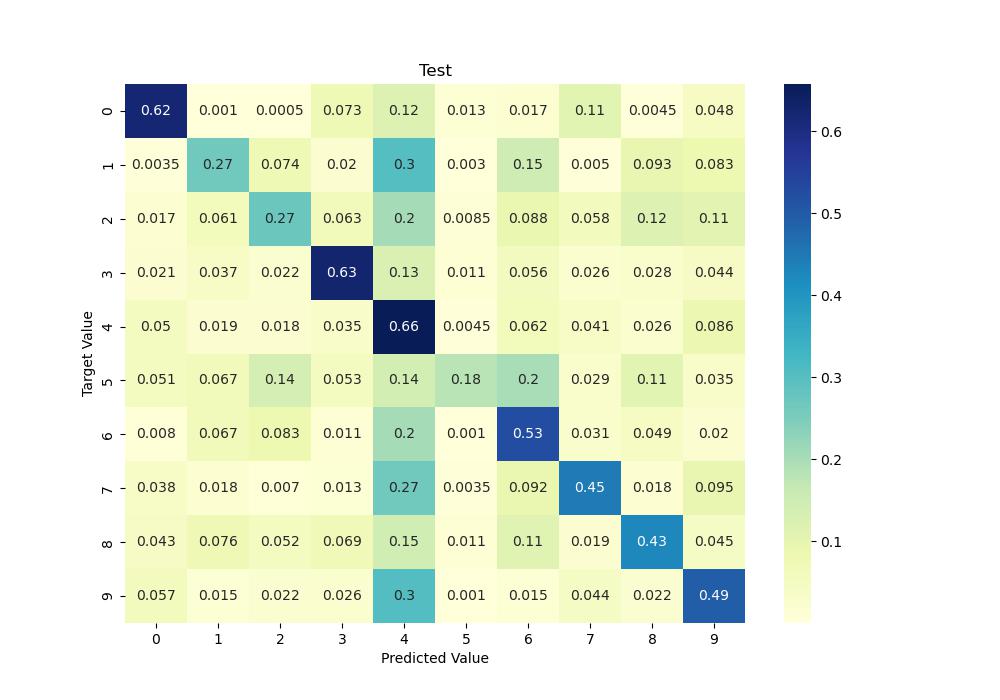 Test
0 0.62 0.001 0.0005 0.073 0.12 0.013 0.017 0.11 0.0045 0.048
1 0.0035 0.27 0.074 0.02 0.3 0.003 0.15 0.005 0.093 0.083
2 0.017 0.061 0.27 0.063 0.2 0.0085 0.088 0.058 0.12 0.11
3 0.021 0.037 0.022 0.63 0.13 0.011 0.056 0.026 0.028 0.044
4 0.05 0.019 0.018 0.035 0.66 0.0045 0.062 0.041 0.026 0.086
5 0.051 0.067 0.14 0.053 0.14 0.18 0.2 0.029 0.11 0.035
6 0.008 0.067 0.083 0.011 0.2 0.001 0.53 0.031 0.049 0.02
7 0.038 0.018 0.007 0.013 0.27 0.0035 0.092 0.45 0.018 0.095
8 0.043 0.076 0.052 0.069 0.15 0.011 0.11 0.019 0.43 0.045
9 0.057 0.015 0.022 0.026 0.3 0.001 0.015 0.044 0.022 0.49
0 1 2 3 4 5 6 7 8 9
Predicted Value
Target Value
0.6
0.5
0.4
0.3
0.2
0.1